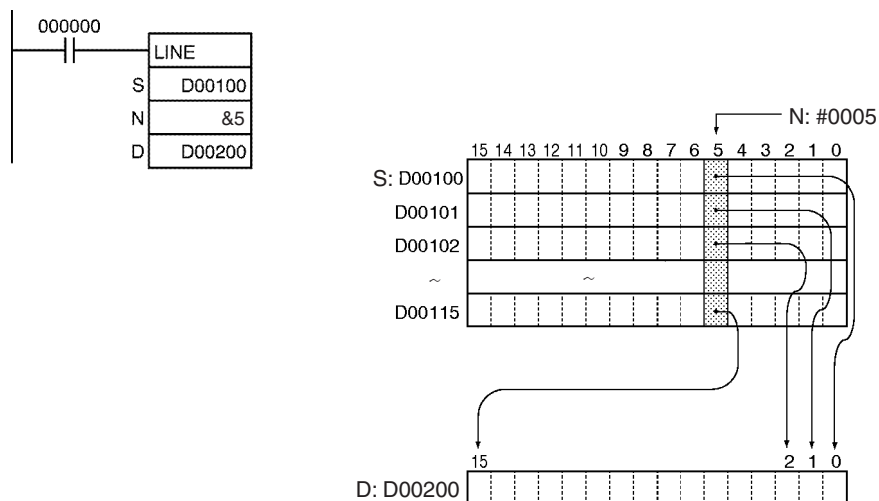 000000
LINE
S D00100
N &5
D D00200
N: #0005
15 14 13 12 11 10 9 8 7 6 5 4 3 2 1 0
S: D00100
D00101
D00102
~ ~
D00115
15 2 1 0
D: D00200